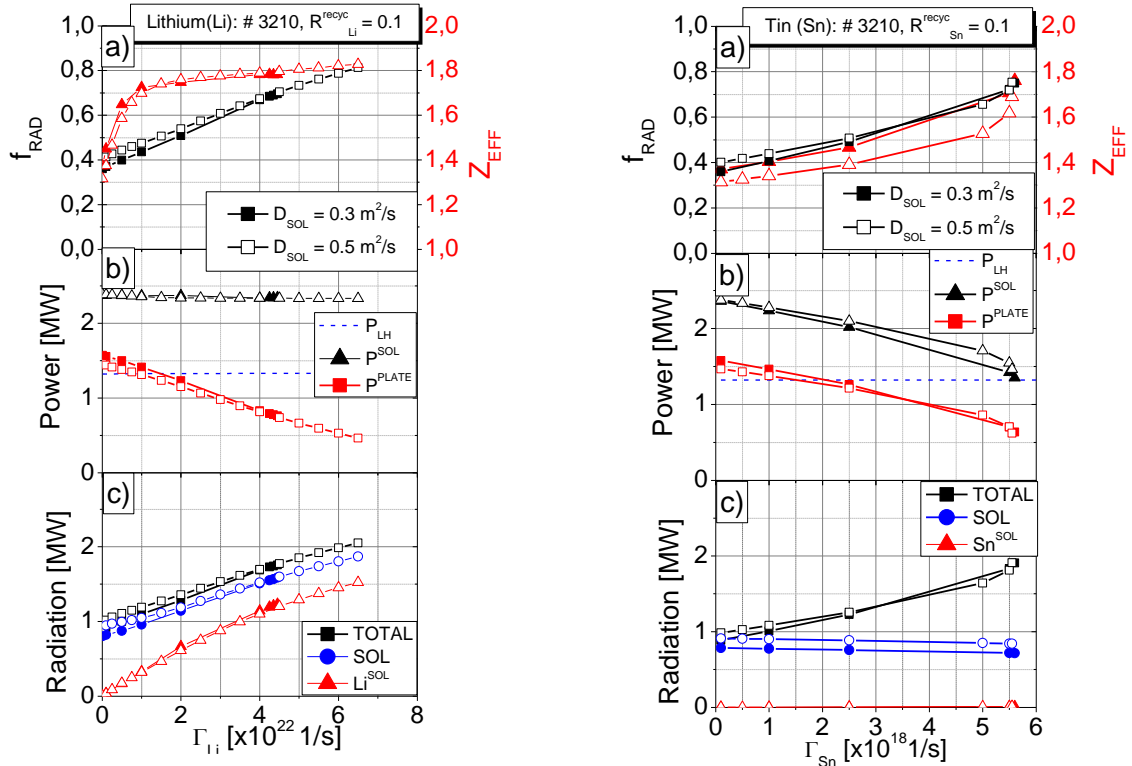 Lithium(Li): # 3210, R^recyc_Li = 0.1
a)
1,0
0,8
0,6
0,4
0,2
0,0
f_RAD
2,0
1,8
1,6
1,4
1,2
1,0
Z_EFF
D_SOL = 0.3 m²/s
D_SOL = 0.5 m²/s
b)
2
1
0
Power [MW]
P_LH
P^SOL
P^PLATE
c)
2
1
0
Radiation [MW]
TOTAL
SOL
Li^SOL
0 2 4 6 8
Γ_Li [x10^22 1/s]
Tin (Sn): # 3210, R^recyc_Sn = 0.1
a)
1,0
0,8
0,6
0,4
0,2
0,0
f_RAD
2,0
1,8
1,6
1,4
1,2
1,0
Z_EFF
D_SOL = 0.3 m²/s
D_SOL = 0.5 m²/s
b)
2
1
0
Power [MW]
P_LH
P^SOL
P^PLATE
c)
2
1
0
Radiation [MW]
TOTAL
SOL
Sn^SOL
0 1 2 3 4 5 6
Γ_Sn [x10^18 1/s]